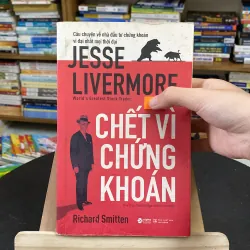 Câu chuyện về nhà đầu tư chứng khoán
vĩ đại nhất mọi thời đại
JESSE
LIVERMORE
World's Greatest Stock Trader
CHẾT VÌ
CHỨNG
KHOÁN
Richard Smitten